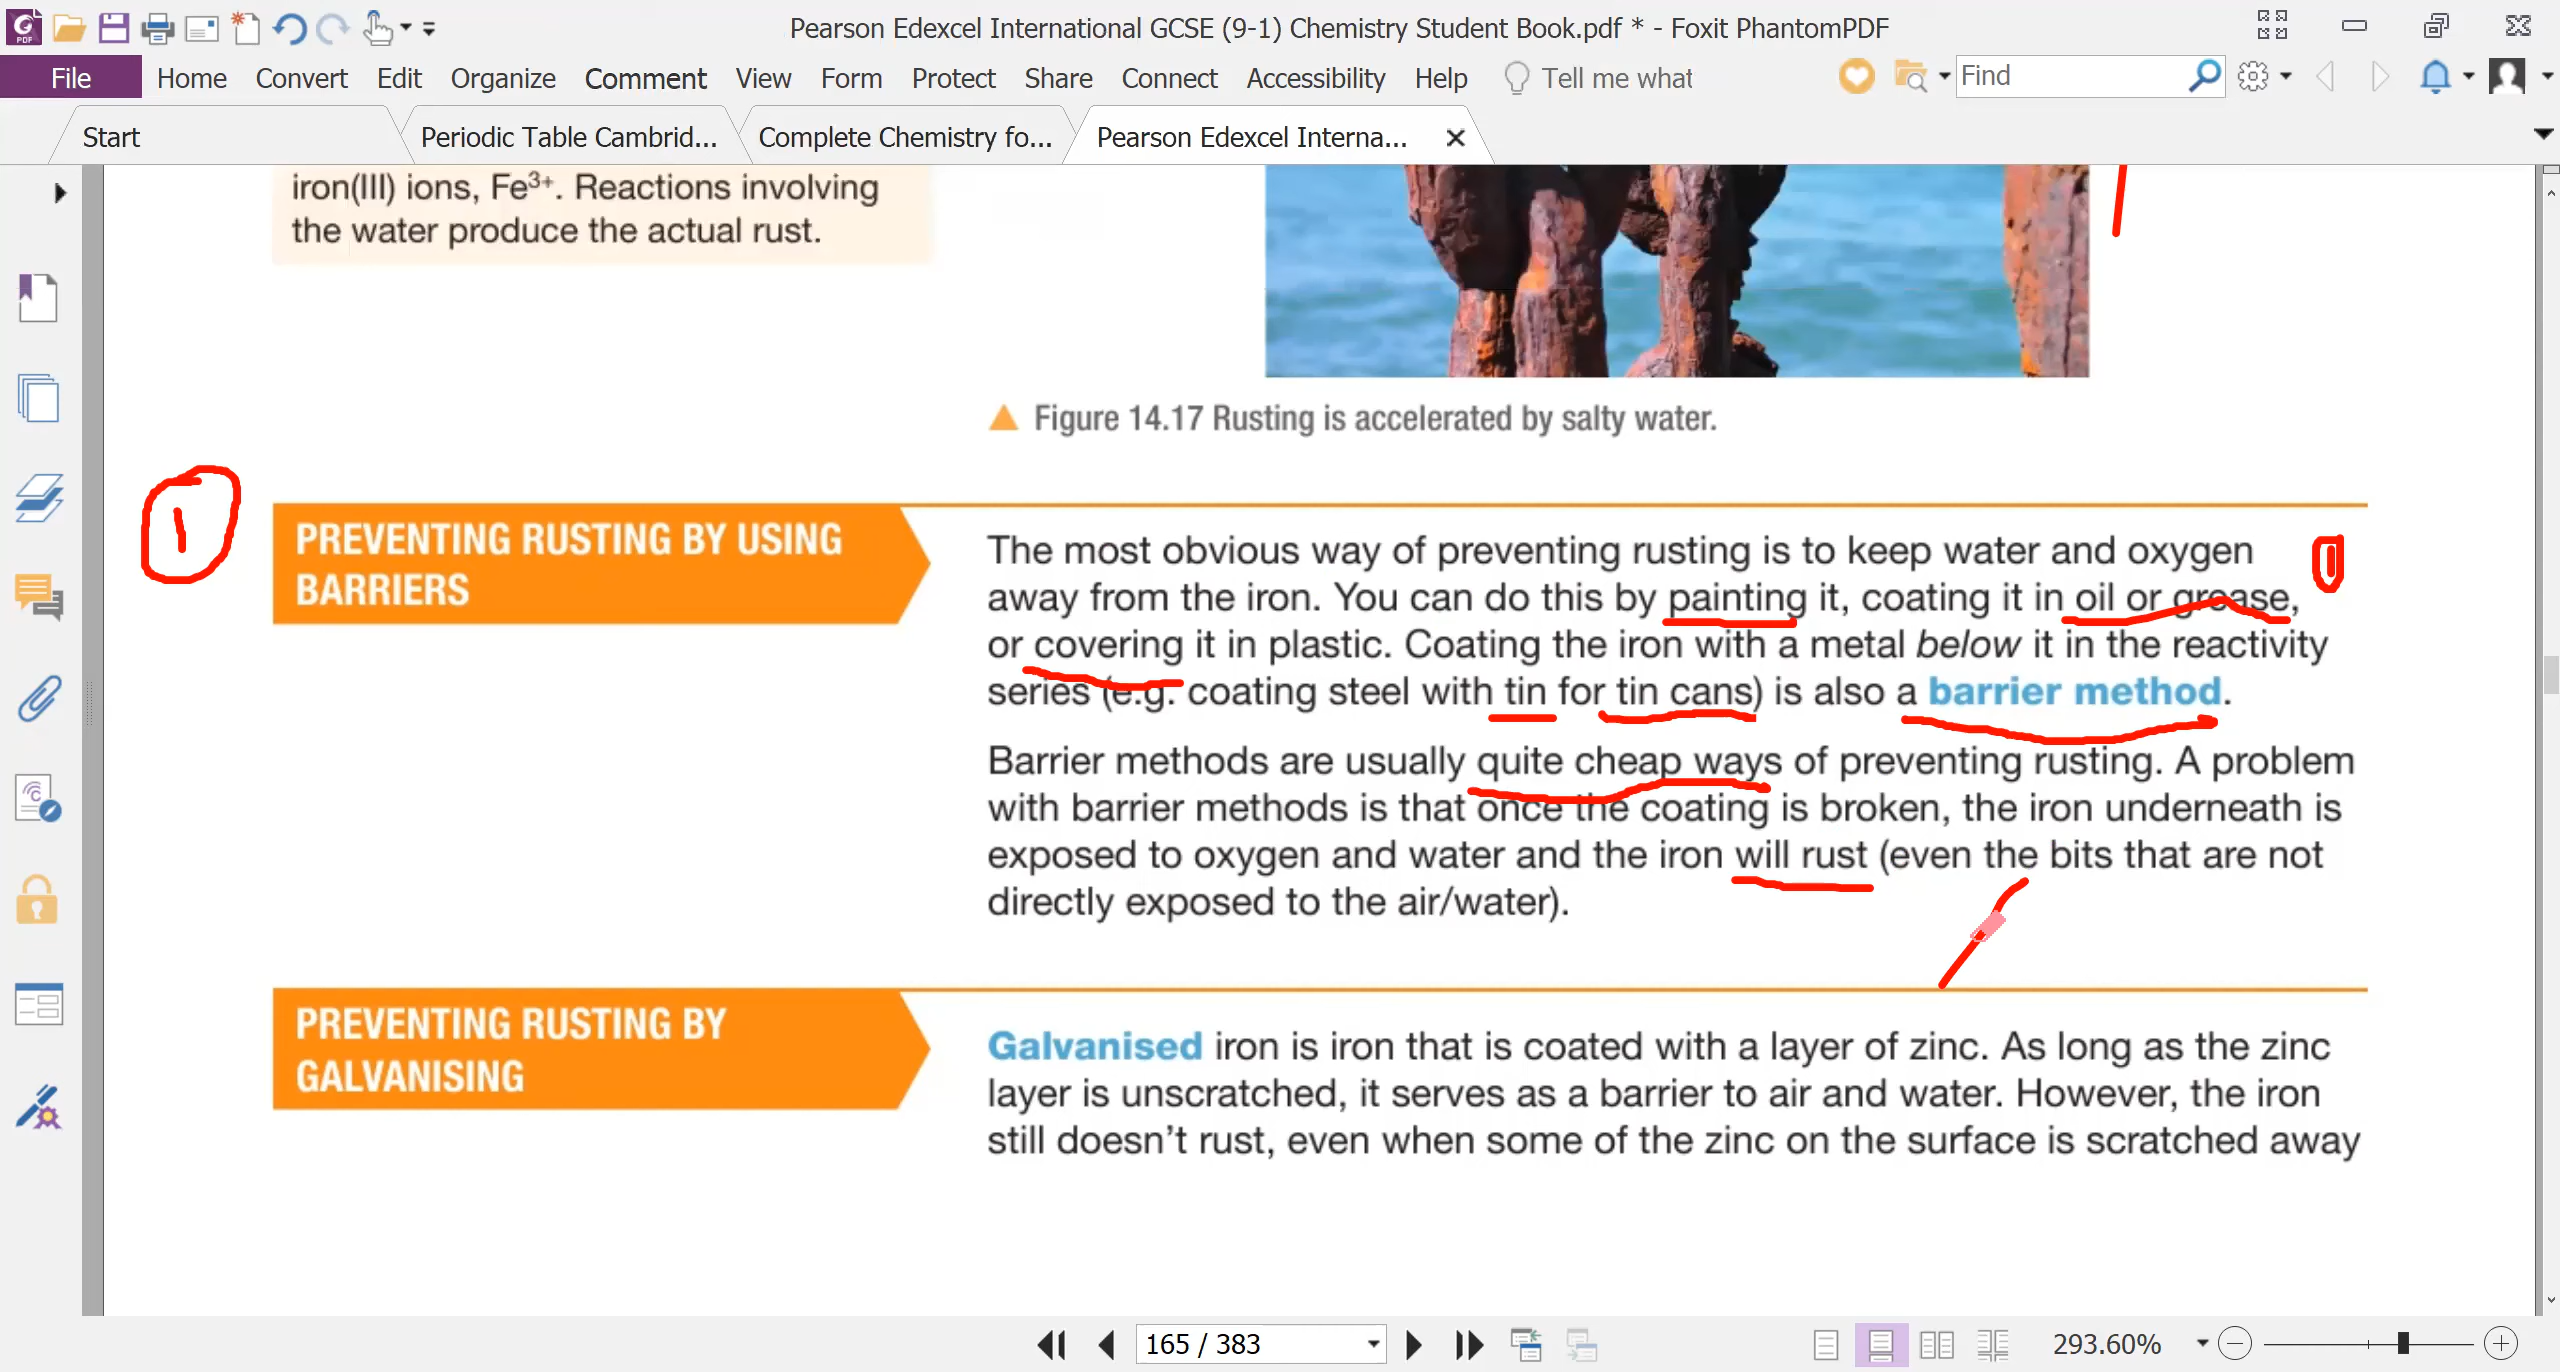 Pearson Edexcel International GCSE (9-1) Chemistry Student Book.pdf * - Foxit PhantomPDF
File Home Convert Edit Organize Comment View Form Protect Share Connect Accessibility Help Tell me what Find
Start Periodic Table Cambrid... Complete Chemistry fo... Pearson Edexcel Interna...
iron(III) ions, Fe³⁺. Reactions involving
the water produce the actual rust.
Figure 14.17 Rusting is accelerated by salty water.
1
PREVENTING RUSTING BY USING
BARRIERS
The most obvious way of preventing rusting is to keep water and oxygen
away from the iron. You can do this by painting it, coating it in oil or grease,
or covering it in plastic. Coating the iron with a metal below it in the reactivity
series (e.g. coating steel with tin for tin cans) is also a barrier method.
Barrier methods are usually quite cheap ways of preventing rusting. A problem
with barrier methods is that once the coating is broken, the iron underneath is
exposed to oxygen and water and the iron will rust (even the bits that are not
directly exposed to the air/water).
PREVENTING RUSTING BY
GALVANISING
Galvanised iron is iron that is coated with a layer of zinc. As long as the zinc
layer is unscratched, it serves as a barrier to air and water. However, the iron
still doesn't rust, even when some of the zinc on the surface is scratched away
165 / 383
293.60%